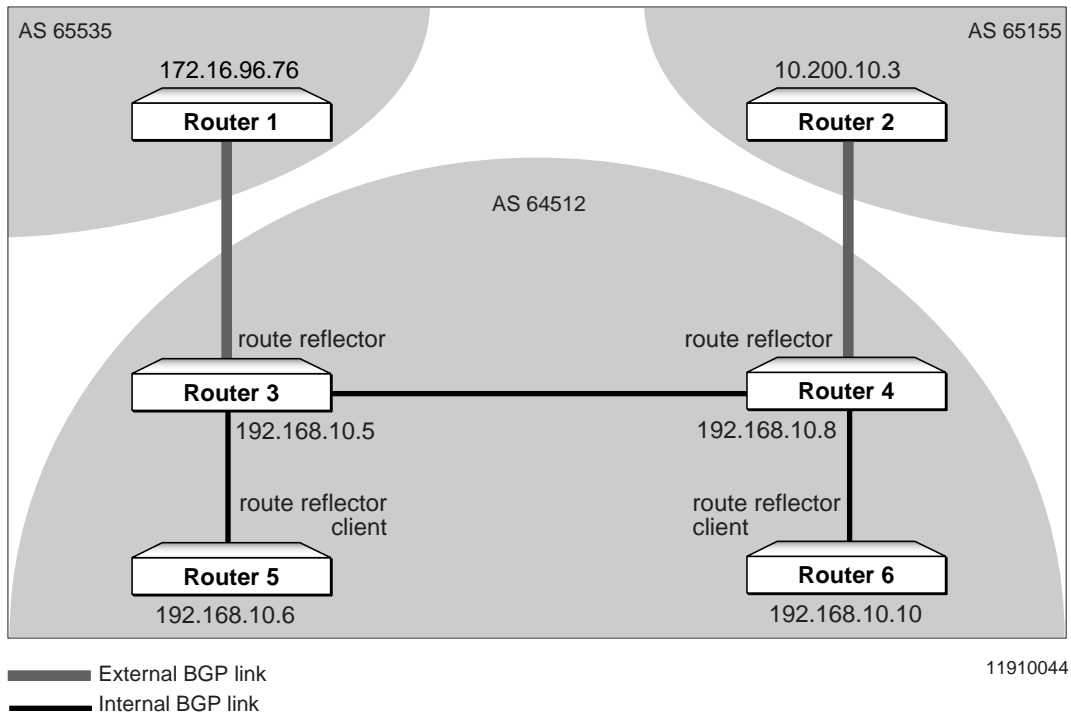 AS 65535
AS 65155
172.16.96.76
10.200.10.3
Router 1
Router 2
AS 64512
route reflector
route reflector
Router 3
Router 4
192.168.10.5
192.168.10.8
route reflector
client
route reflector
client
Router 5
Router 6
192.168.10.6
192.168.10.10
External BGP link
11910044
Internal BGP link